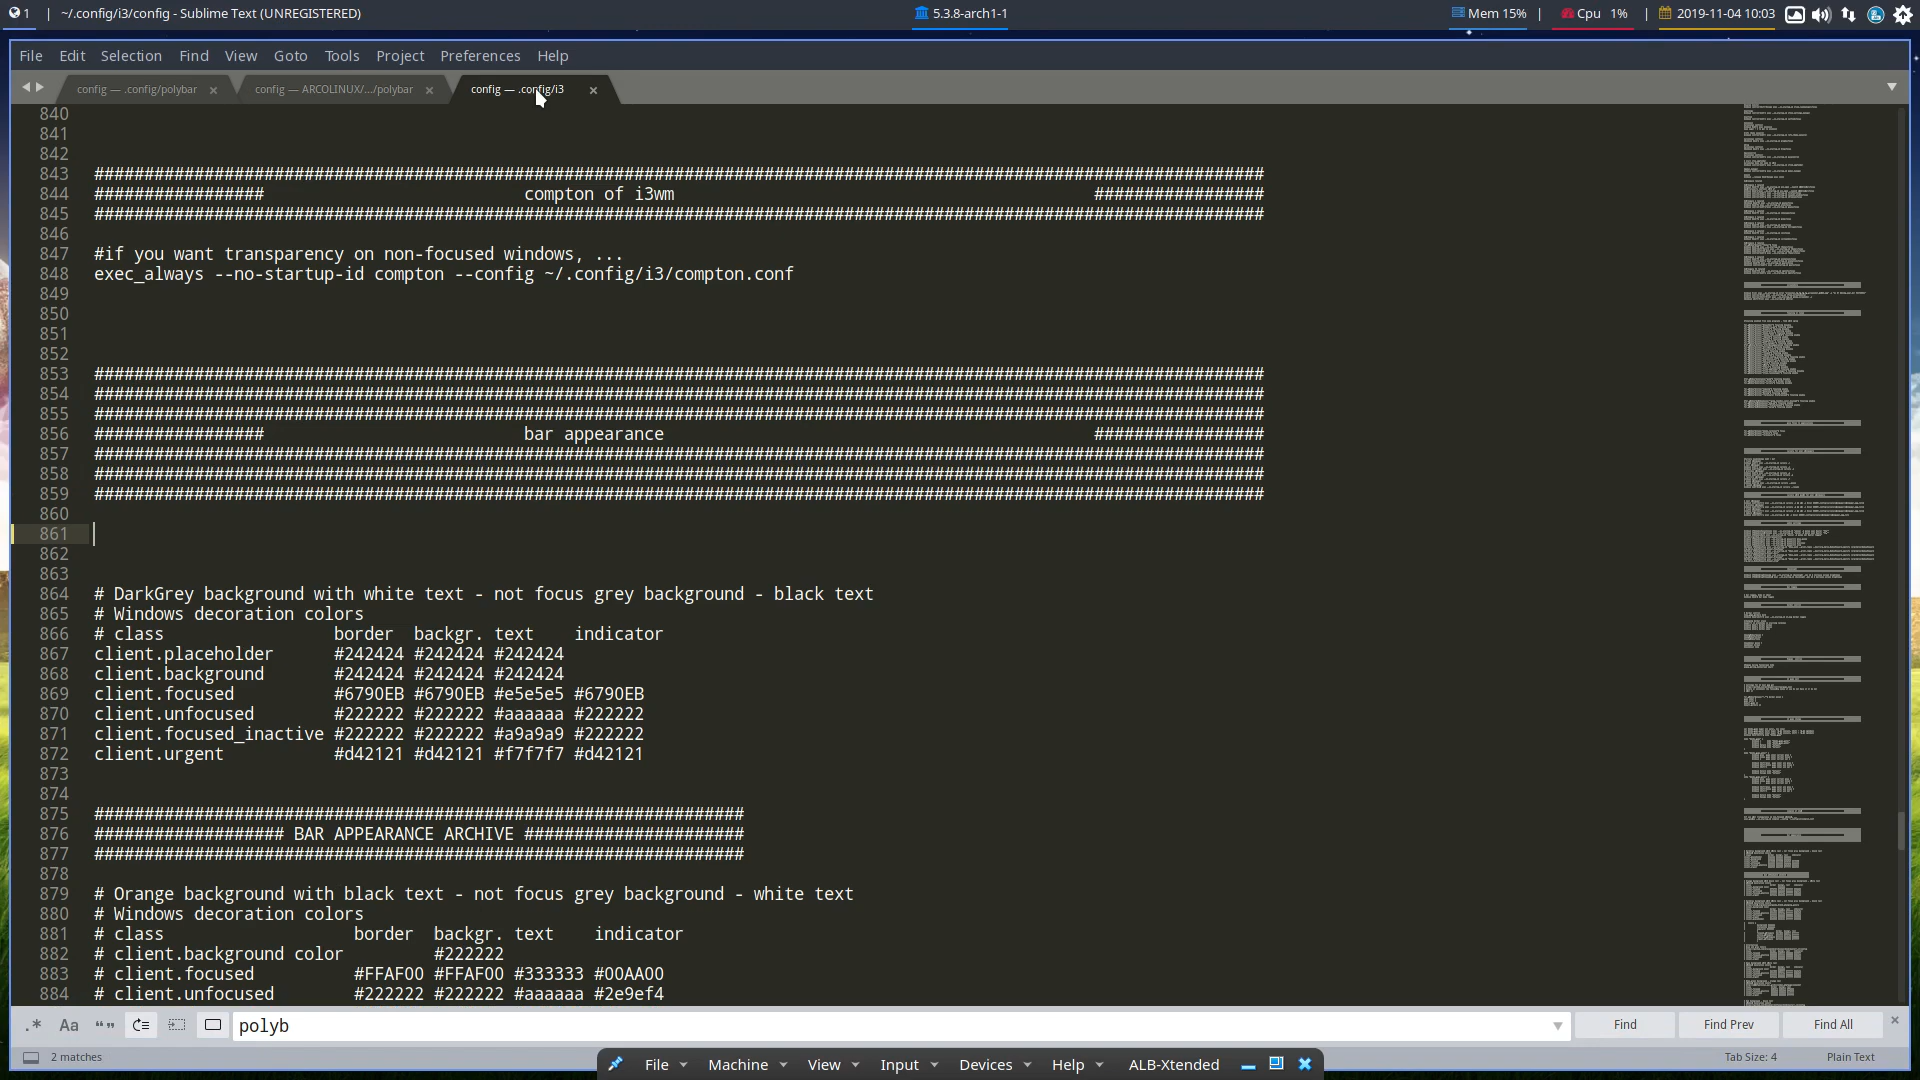 1 | ~/.config/i3/config - Sublime Text (UNREGISTERED) 5.3.8-arch1-1 Mem 15% | Cpu 1% | 2019-11-04 10:03
File Edit Selection Find View Goto Tools Project Preferences Help
config — .config/polybar × config — ARCOLINUX/.../polybar × config — .config/i3 ×
840
841
842
843 #####################################################################################################################
844 ################# compton of i3wm #################
845 #####################################################################################################################
846
847 #if you want transparency on non-focused windows, ...
848 exec_always --no-startup-id compton --config ~/.config/i3/compton.conf
849
850
851
852
853 #####################################################################################################################
854 #####################################################################################################################
855 #####################################################################################################################
856 ################# bar appearance #################
857 #####################################################################################################################
858 #####################################################################################################################
859 #####################################################################################################################
860
861
862
863
864 # DarkGrey background with white text - not focus grey background - black text
865 # Windows decoration colors
866 # class border backgr. text indicator
867 client.placeholder #242424 #242424 #242424
868 client.background #242424 #242424 #242424
869 client.focused #6790EB #6790EB #e5e5e5 #6790EB
870 client.unfocused #222222 #222222 #aaaaaa #222222
871 client.focused_inactive #222222 #222222 #a9a9a9 #222222
872 client.urgent #d42121 #d42121 #f7f7f7 #d42121
873
874
875 #################################################################
876 ################### BAR APPEARANCE ARCHIVE ######################
877 #################################################################
878
879 # Orange background with black text - not focus grey background - white text
880 # Windows decoration colors
881 # class border backgr. text indicator
882 # client.background color #222222
883 # client.focused #FFAF00 #FFAF00 #333333 #00AA00
884 # client.unfocused #222222 #222222 #aaaaaa #2e9ef4
.* Aa “” polyb Find Find Prev Find All ×
2 matches Tab Size: 4 Plain Text
File Machine View Input Devices Help ALB-Xtended